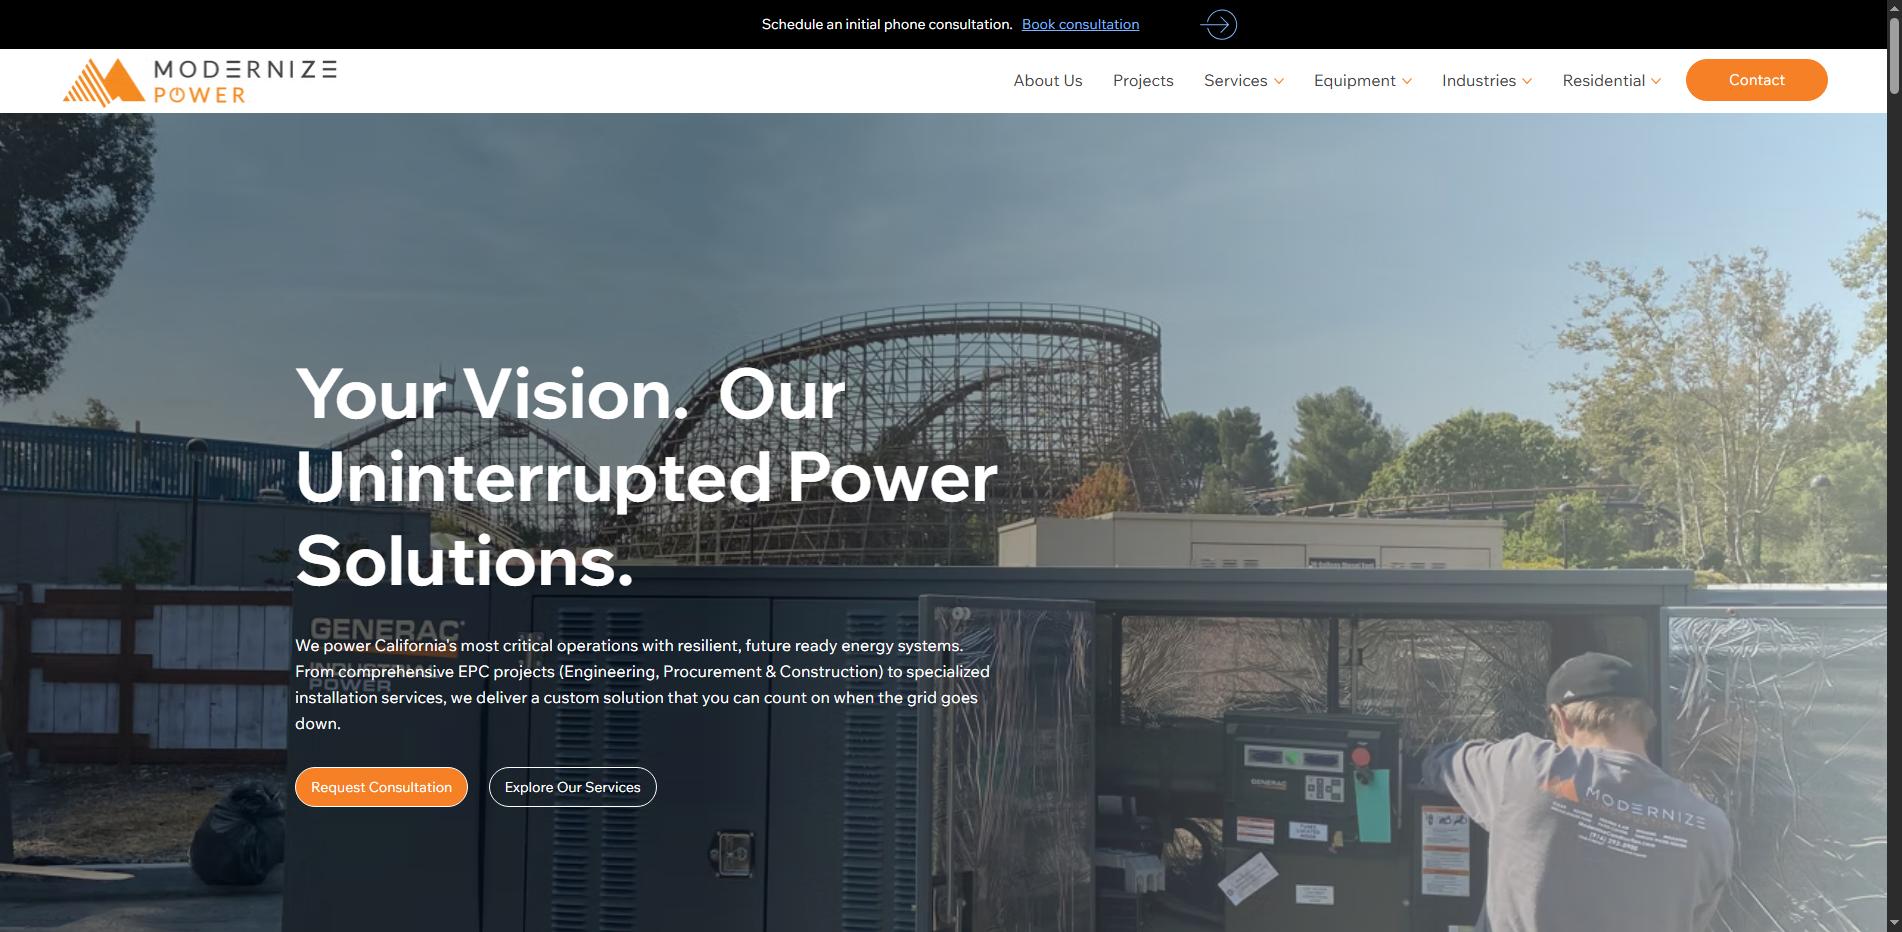 Schedule an initial phone consultation. Book consultation
MODERNIZE
POWER
About Us Projects Services Equipment Industries Residential Contact
Your Vision. Our
Uninterrupted Power
Solutions.
GENERAC
INDUSTRIAL
POWER
We power California's most critical operations with resilient, future ready energy systems.
From comprehensive EPC projects (Engineering, Procurement & Construction) to specialized
installation services, we deliver a custom solution that you can count on when the grid goes
down.
Request Consultation Explore Our Services
GENERAC
MODERNIZE